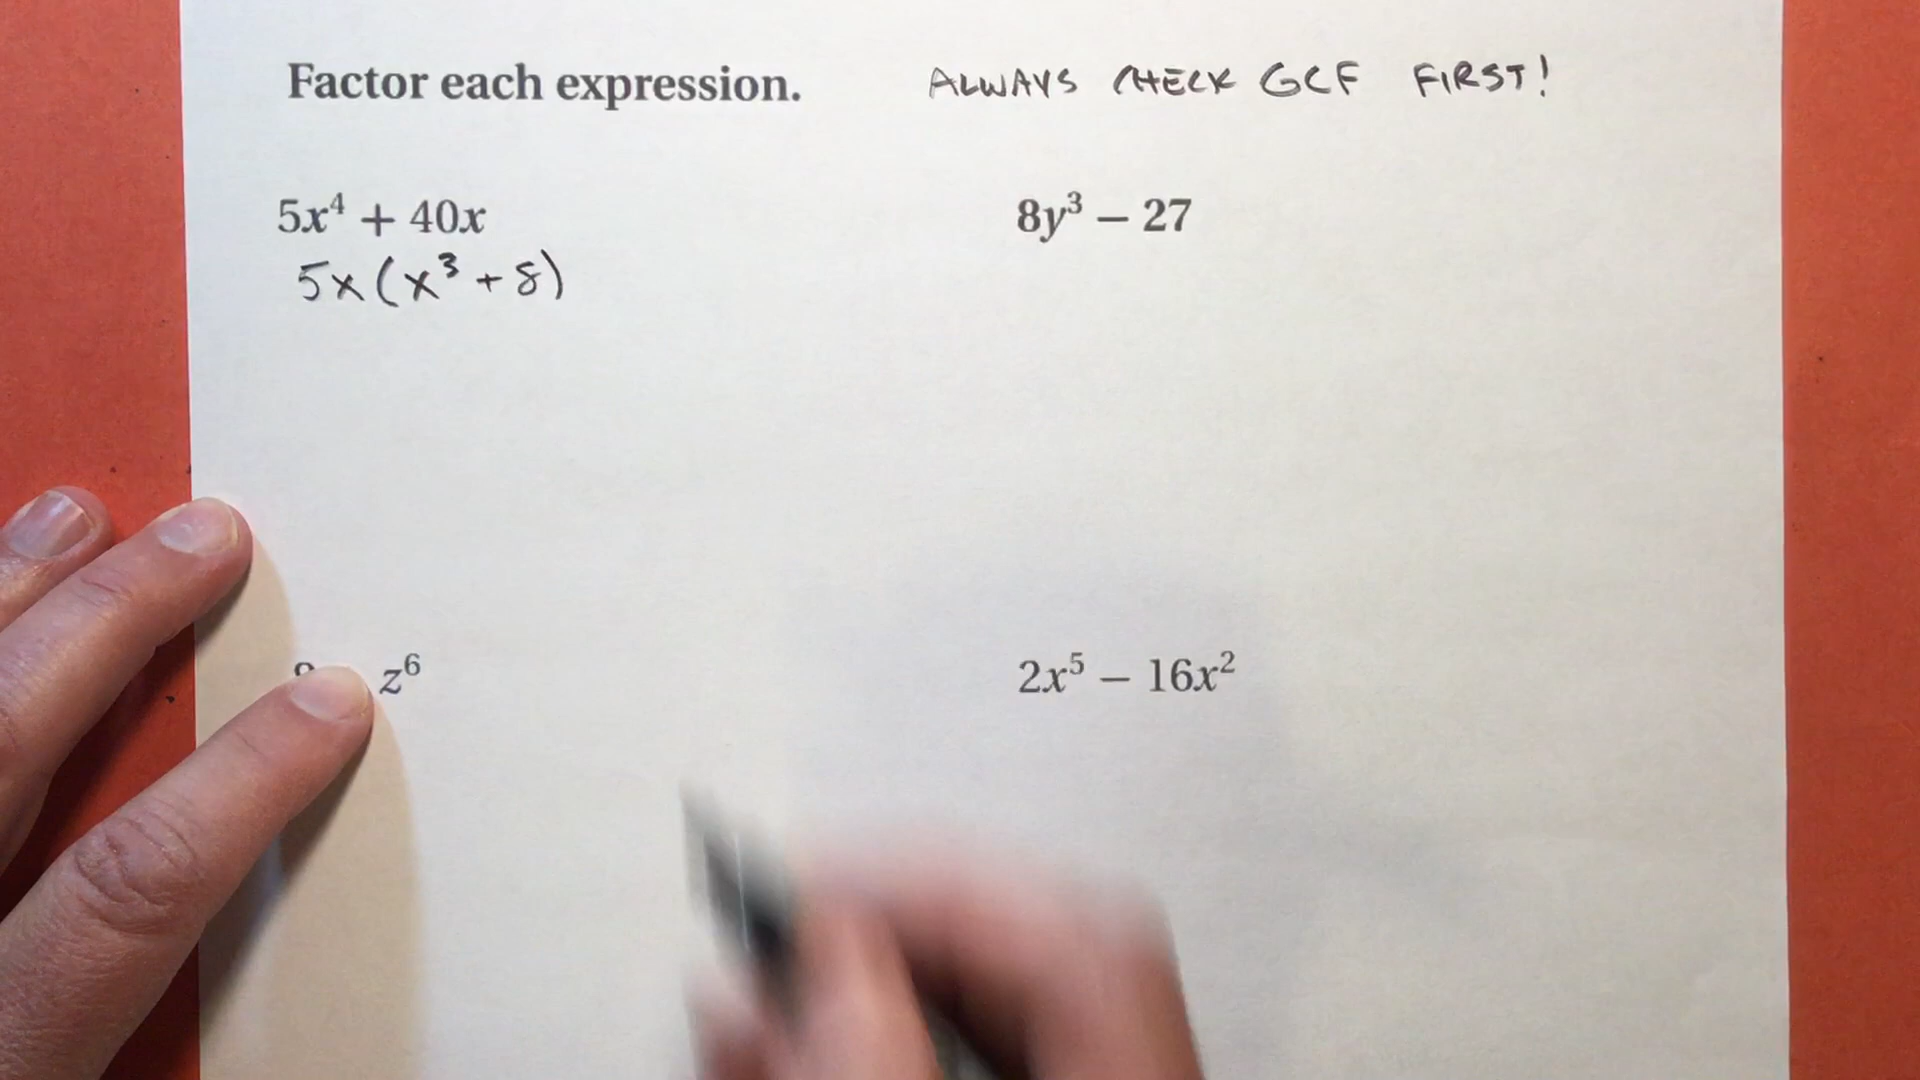 Factor each expression. ALWAYS CHECK GCF FIRST!
5x⁴ + 40x
8y³ – 27
5x(x³ + 8)
z⁶
2x⁵ – 16x²